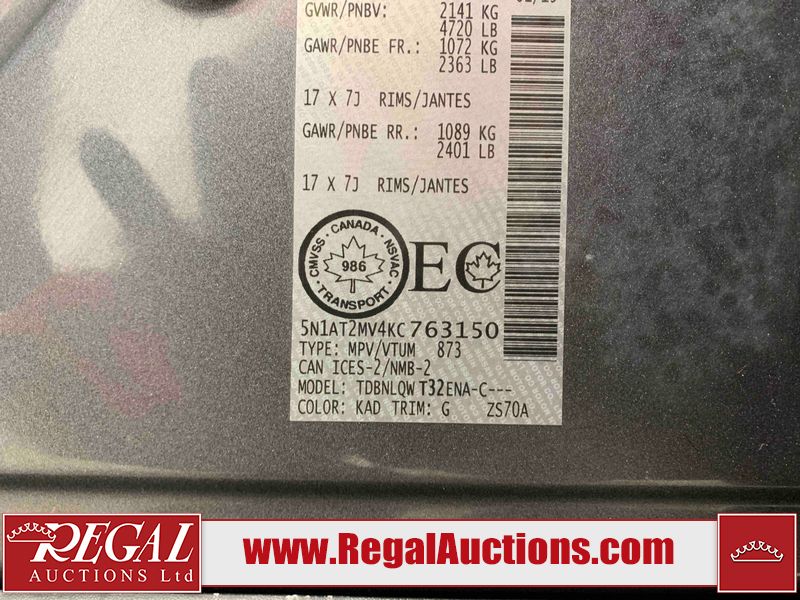 GVWR/PNBV: 2141 KG
4720 LB
GAWR/PNBE FR.: 1072 KG
2363 LB
17 X 7J RIMS/JANTES
GAWR/PNBE RR.: 1089 KG
2401 LB
17 X 7J RIMS/JANTES
CMVSS · CANADA · NSVAC · TRANSPORT ·
986
EC
5N1AT2MV4KC763150
TYPE: MPV/VTUM 873
CAN ICES-2/NMB-2
MODEL: TDBNLQWT32ENA-C---
COLOR: KAD TRIM: G ZS70A
REGAL
AUCTIONS Ltd
www.RegalAuctions.com